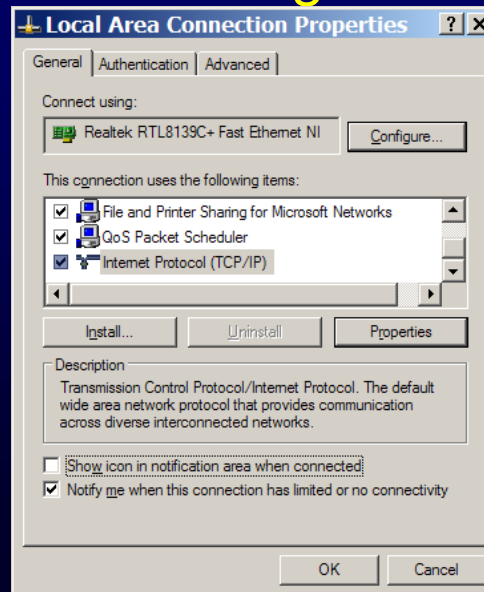 Local Area Connection Properties
General Authentication Advanced
Connect using:
Realtek RTL8139C+ Fast Ethernet NI Configure...
This connection uses the following items:
File and Printer Sharing for Microsoft Networks
QoS Packet Scheduler
Internet Protocol (TCP/IP)
Install... Uninstall Properties
Description
Transmission Control Protocol/Internet Protocol. The default
wide area network protocol that provides communication
across diverse interconnected networks.
Show icon in notification area when connected
Notify me when this connection has limited or no connectivity
OK Cancel